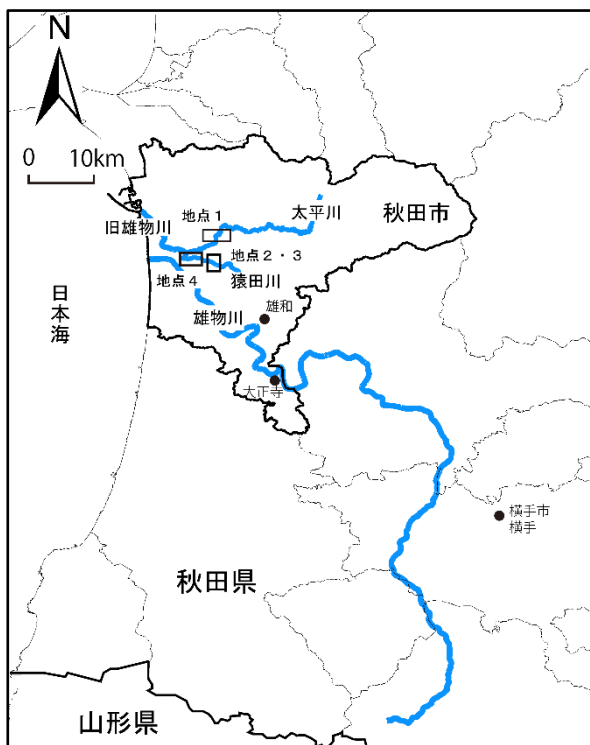 N
0 10km
旧雄物川
地点１
太平川
秋田市
地点２・３
地点４
猿田川
日本海
雄物川
雄和
大正寺
横手市
横手
秋田県
山形県